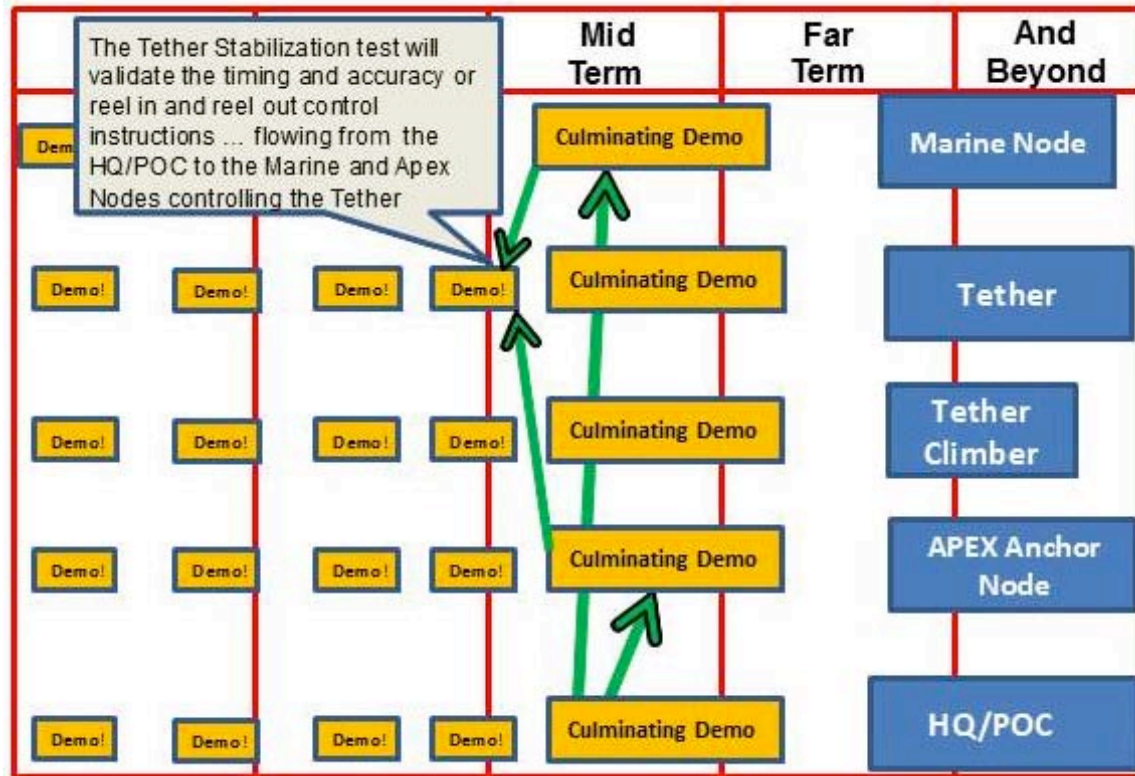 The Tether Stabilization test will
validate the timing and accuracy or
reel in and reel out control
instructions ... flowing from the
HQ/POC to the Marine and Apex
Nodes controlling the Tether
Mid
Term
Far
Term
And
Beyond
Dem
Culminating Demo
Marine Node
Demo!
Demo!
Demo!
Demo!
Culminating Demo
Tether
Demo!
Demo!
Demo!
Demo!
Culminating Demo
Tether
Climber
Demo!
Demo!
Demo!
Demo!
Culminating Demo
APEX Anchor
Node
Demo!
Demo!
Demo!
Demo!
Culminating Demo
HQ/POC